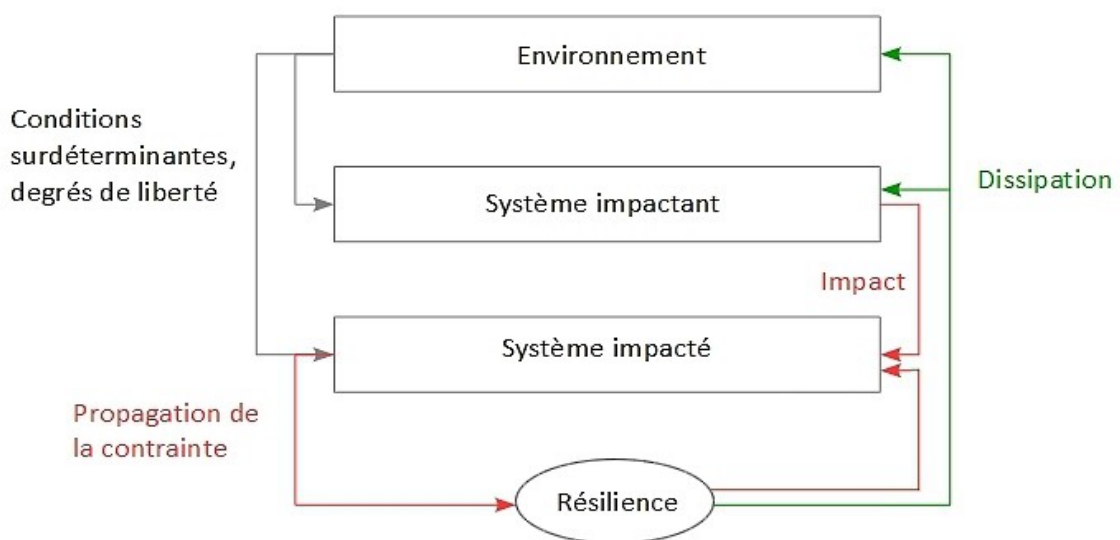 Environnement
Conditions
surdéterminantes,
degrés de liberté
Système impactant
Dissipation
Impact
Système impacté
Propagation de
la contrainte
Résilience